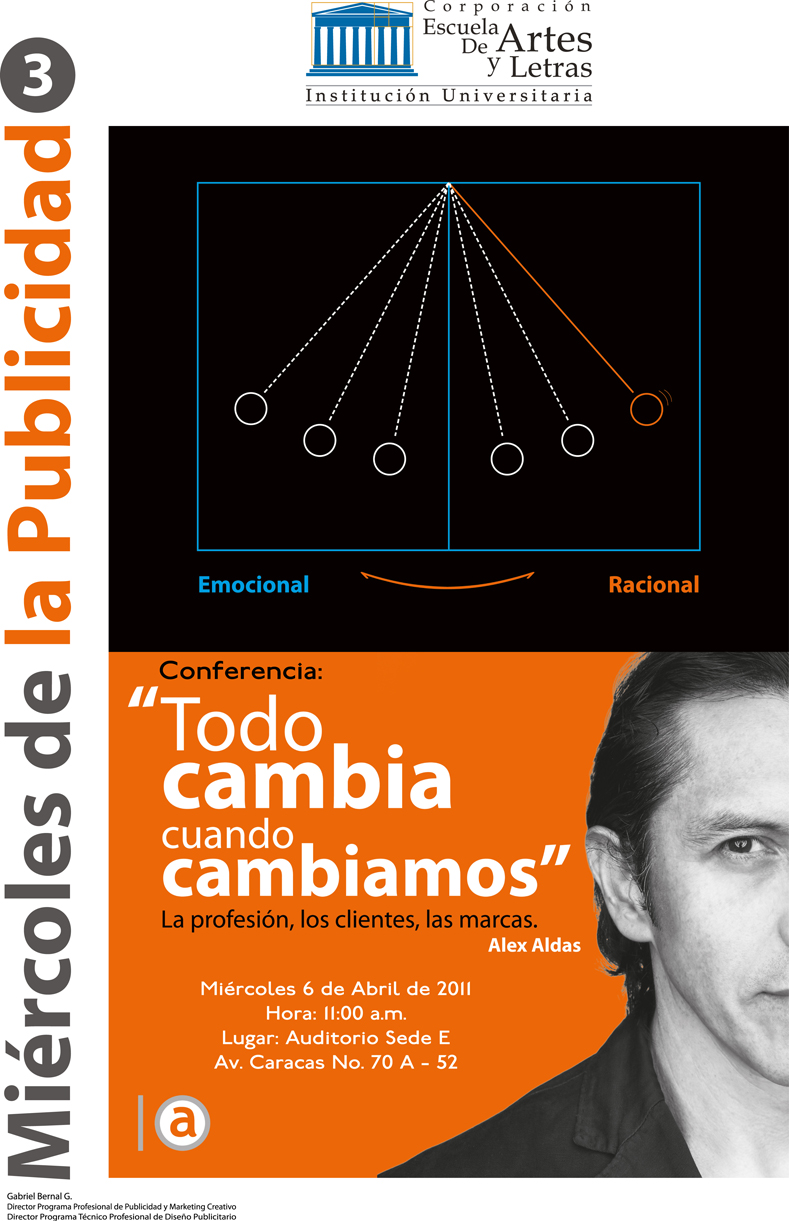 Corporación
Escuela
De Artes
y Letras
Institución Universitaria
Miércoles de la Publicidad 3
Emocional
Racional
Conferencia:
“Todo
cambia
cuando
cambiamos”
La profesión, los clientes, las marcas.
Alex Aldas
Miércoles 6 de Abril de 2011
Hora: 11:00 a.m.
Lugar: Auditorio Sede E
Av. Caracas No. 70 A - 52
a
Gabriel Bernal G.
Director Programa Profesional de Publicidad y Marketing Creativo
Director Programa Técnico Profesional de Diseño Publicitario